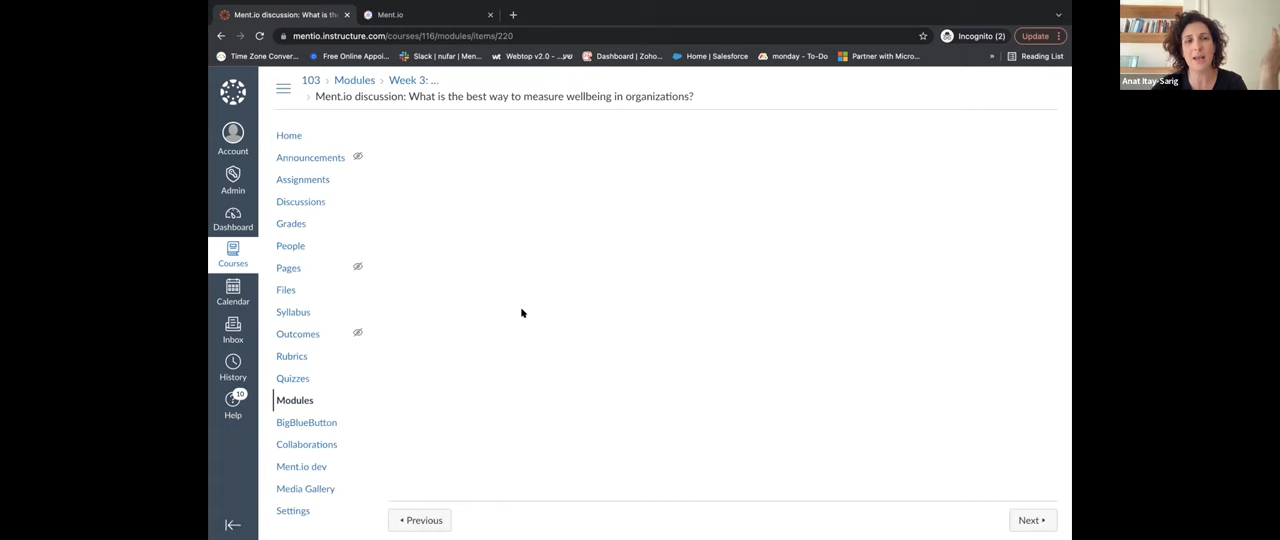 Ment.io discussion: What is the
Ment.io
mentio.instructure.com/courses/116/modules/items/220
Incognito (2)
Update
Time Zone Conver...
Free Online Appoi...
Slack | nufar | Men...
Dashboard | Zoho...
Home | Salesforce
monday - To-Do
Partner with Micro...
»
Reading List
Anat Itay-Sarig
103 › Modules › Week 3: ...
› Ment.io discussion: What is the best way to measure wellbeing in organizations?
Account
Admin
Dashboard
Courses
Calendar
Inbox
History
10
Help
Home
Announcements
Assignments
Discussions
Grades
People
Pages
Files
Syllabus
Outcomes
Rubrics
Quizzes
Modules
BigBlueButton
Collaborations
Ment.io dev
Media Gallery
Settings
Previous
Next